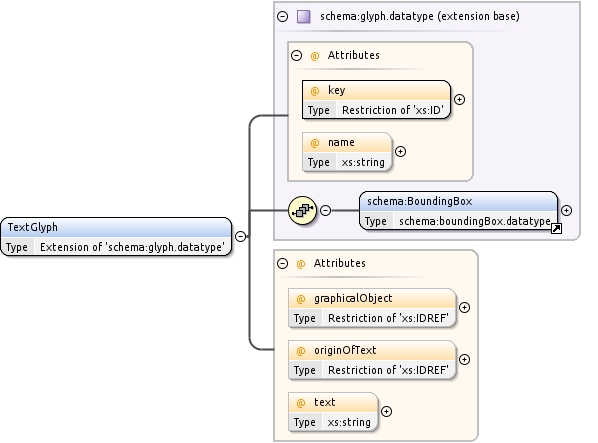 schema:glyph.datatype (extension base)
@ Attributes
@ key
Type Restriction of 'xs:ID'
@ name
Type xs:string
schema:BoundingBox
Type schema:boundingBox.datatype
TextGlyph
Type Extension of 'schema:glyph.datatype'
@ Attributes
@ graphicalObject
Type Restriction of 'xs:IDREF'
@ originOfText
Type Restriction of 'xs:IDREF'
@ text
Type xs:string